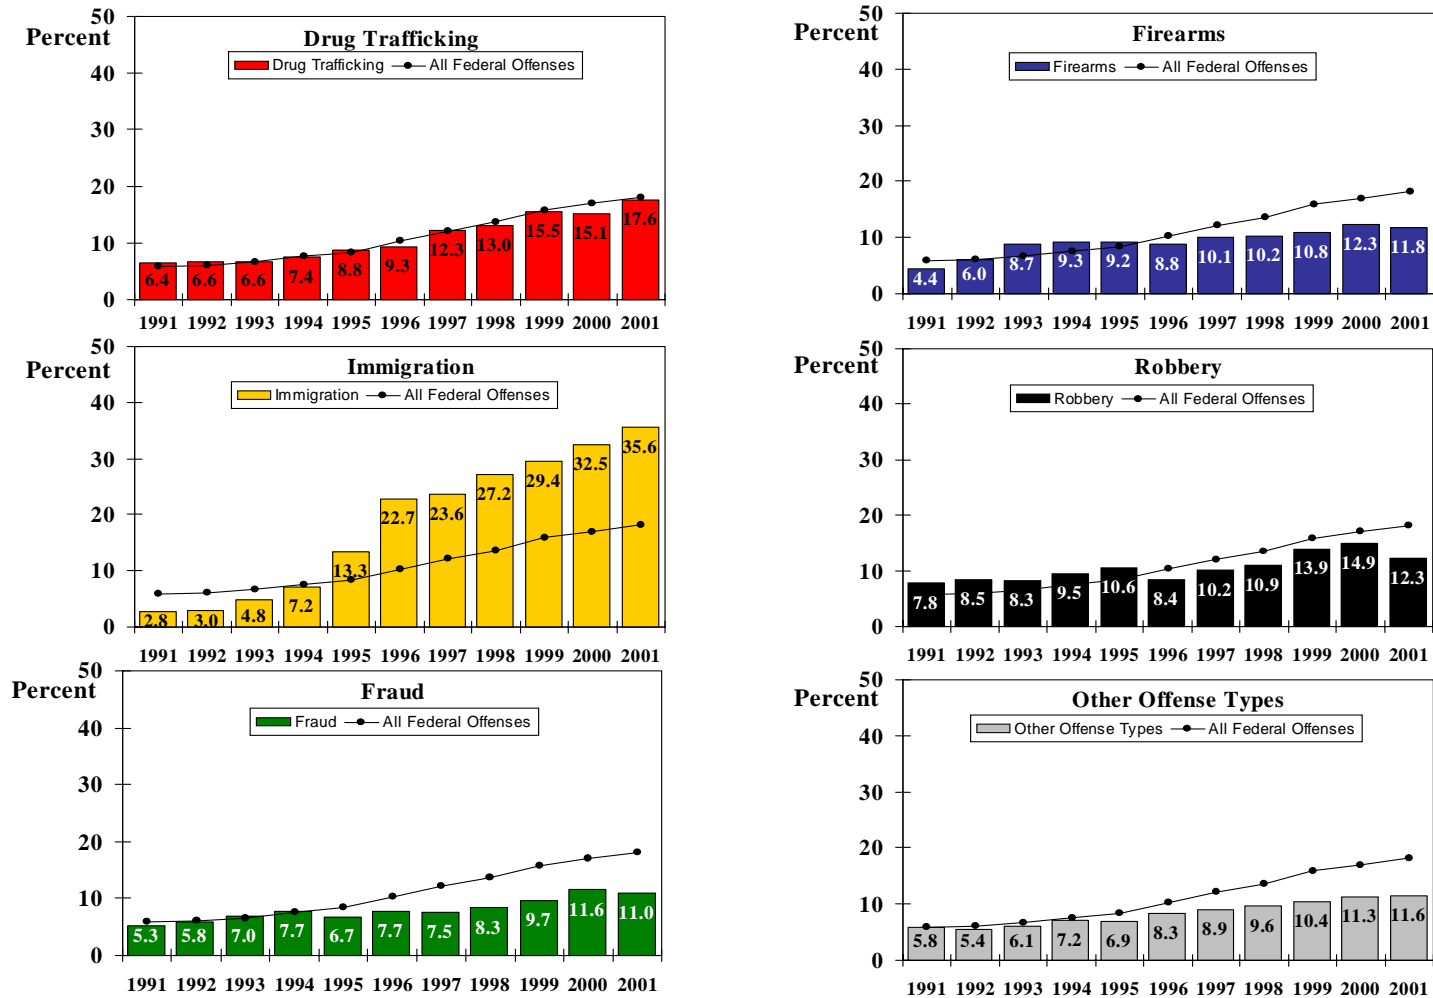 Percent
Drug Trafficking
Drug Trafficking All Federal Offenses
50
40
30
20
10
0
6.4 6.6 6.6 7.4 8.8 9.3 12.3 13.0 15.5 15.1 17.6
1991 1992 1993 1994 1995 1996 1997 1998 1999 2000 2001
Percent
Firearms
Firearms All Federal Offenses
50
40
30
20
10
0
4.4 6.0 8.7 9.3 9.2 8.8 10.1 10.2 10.8 12.3 11.8
1991 1992 1993 1994 1995 1996 1997 1998 1999 2000 2001
Percent
Immigration
Immigration All Federal Offenses
50
40
30
20
10
0
2.8 3.0 4.8 7.2 13.3 22.7 23.6 27.2 29.4 32.5 35.6
1991 1992 1993 1994 1995 1996 1997 1998 1999 2000 2001
Percent
Robbery
Robbery All Federal Offenses
50
40
30
20
10
0
7.8 8.5 8.3 9.5 10.6 8.4 10.2 10.9 13.9 14.9 12.3
1991 1992 1993 1994 1995 1996 1997 1998 1999 2000 2001
Percent
Fraud
Fraud All Federal Offenses
50
40
30
20
10
0
5.3 5.8 7.0 7.7 6.7 7.7 7.5 8.3 9.7 11.6 11.0
1991 1992 1993 1994 1995 1996 1997 1998 1999 2000 2001
Percent
Other Offense Types
Other Offense Types All Federal Offenses
50
40
30
20
10
0
5.8 5.4 6.1 7.2 6.9 8.3 8.9 9.6 10.4 11.3 11.6
1991 1992 1993 1994 1995 1996 1997 1998 1999 2000 2001